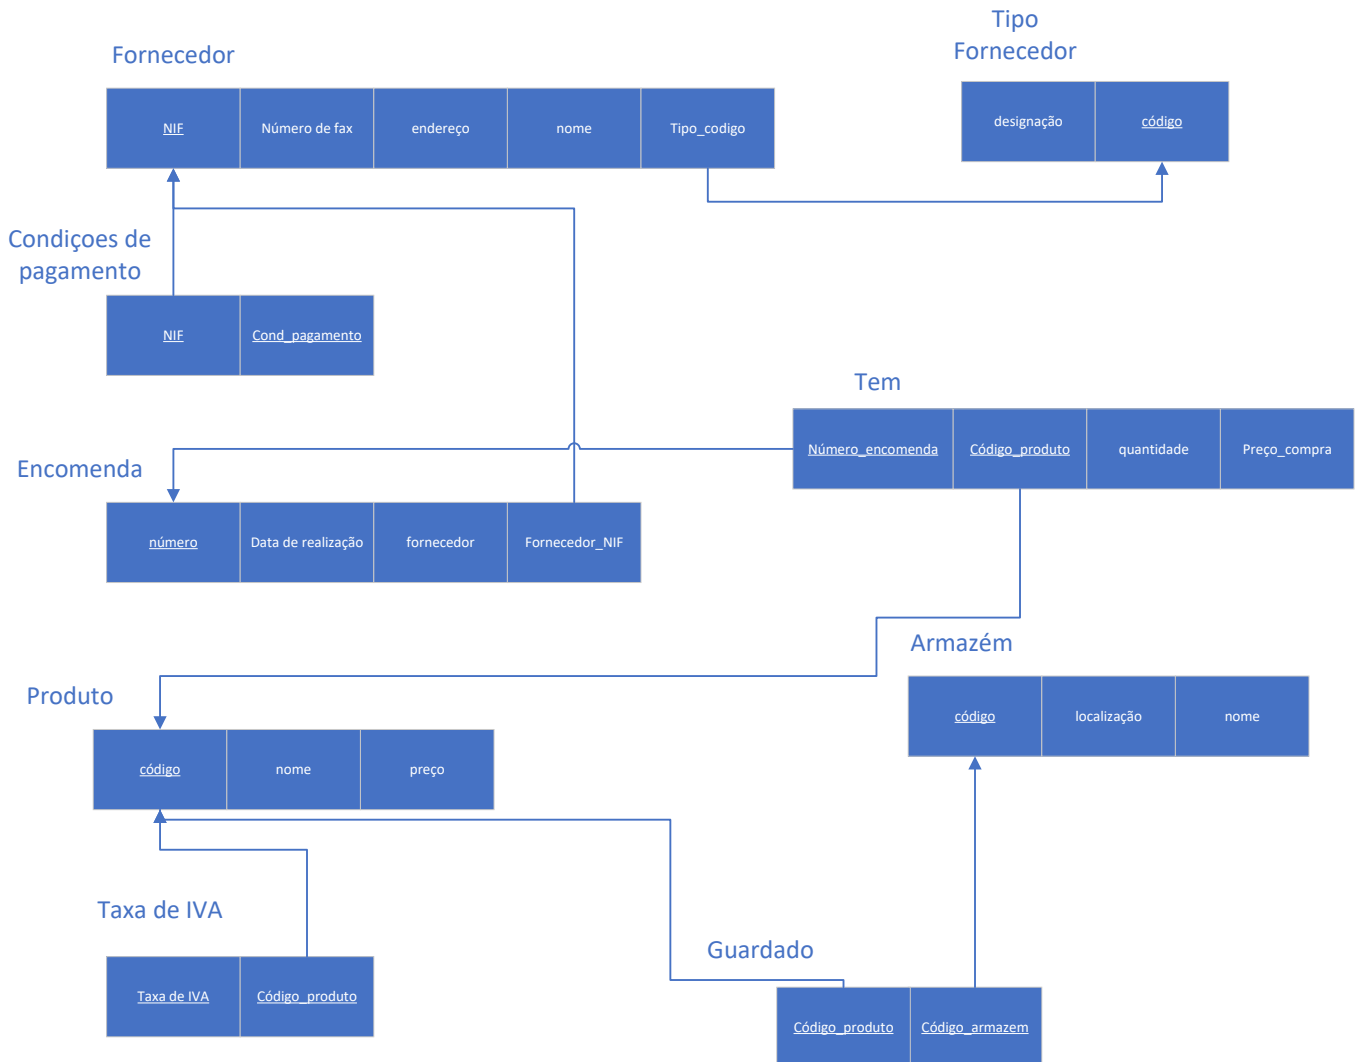 Tipo
Fornecedor
Fornecedor
NIF Número de fax endereço nome Tipo_codigo
designação código
Condiçoes de
pagamento
NIF Cond_pagamento
Tem
Número_encomenda Código_produto quantidade Preço_compra
Encomenda
número Data de realização fornecedor Fornecedor_NIF
Armazém
código localização nome
Produto
código nome preço
Taxa de IVA
Taxa de IVA Código_produto
Guardado
Código_produto Código_armazem